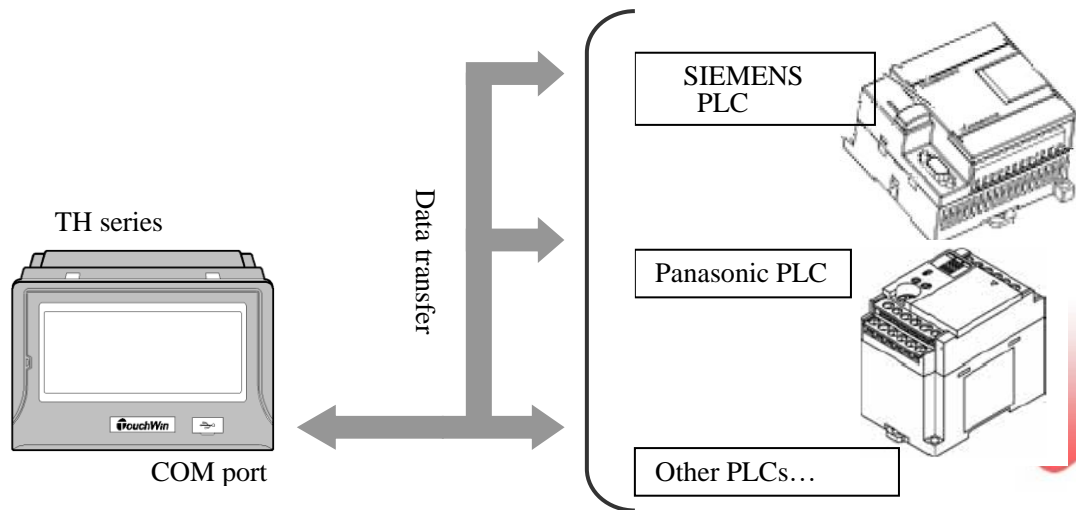 SIEMENS
PLC
TH series
Data transfer
Panasonic PLC
TouchWin
COM port
Other PLCs…